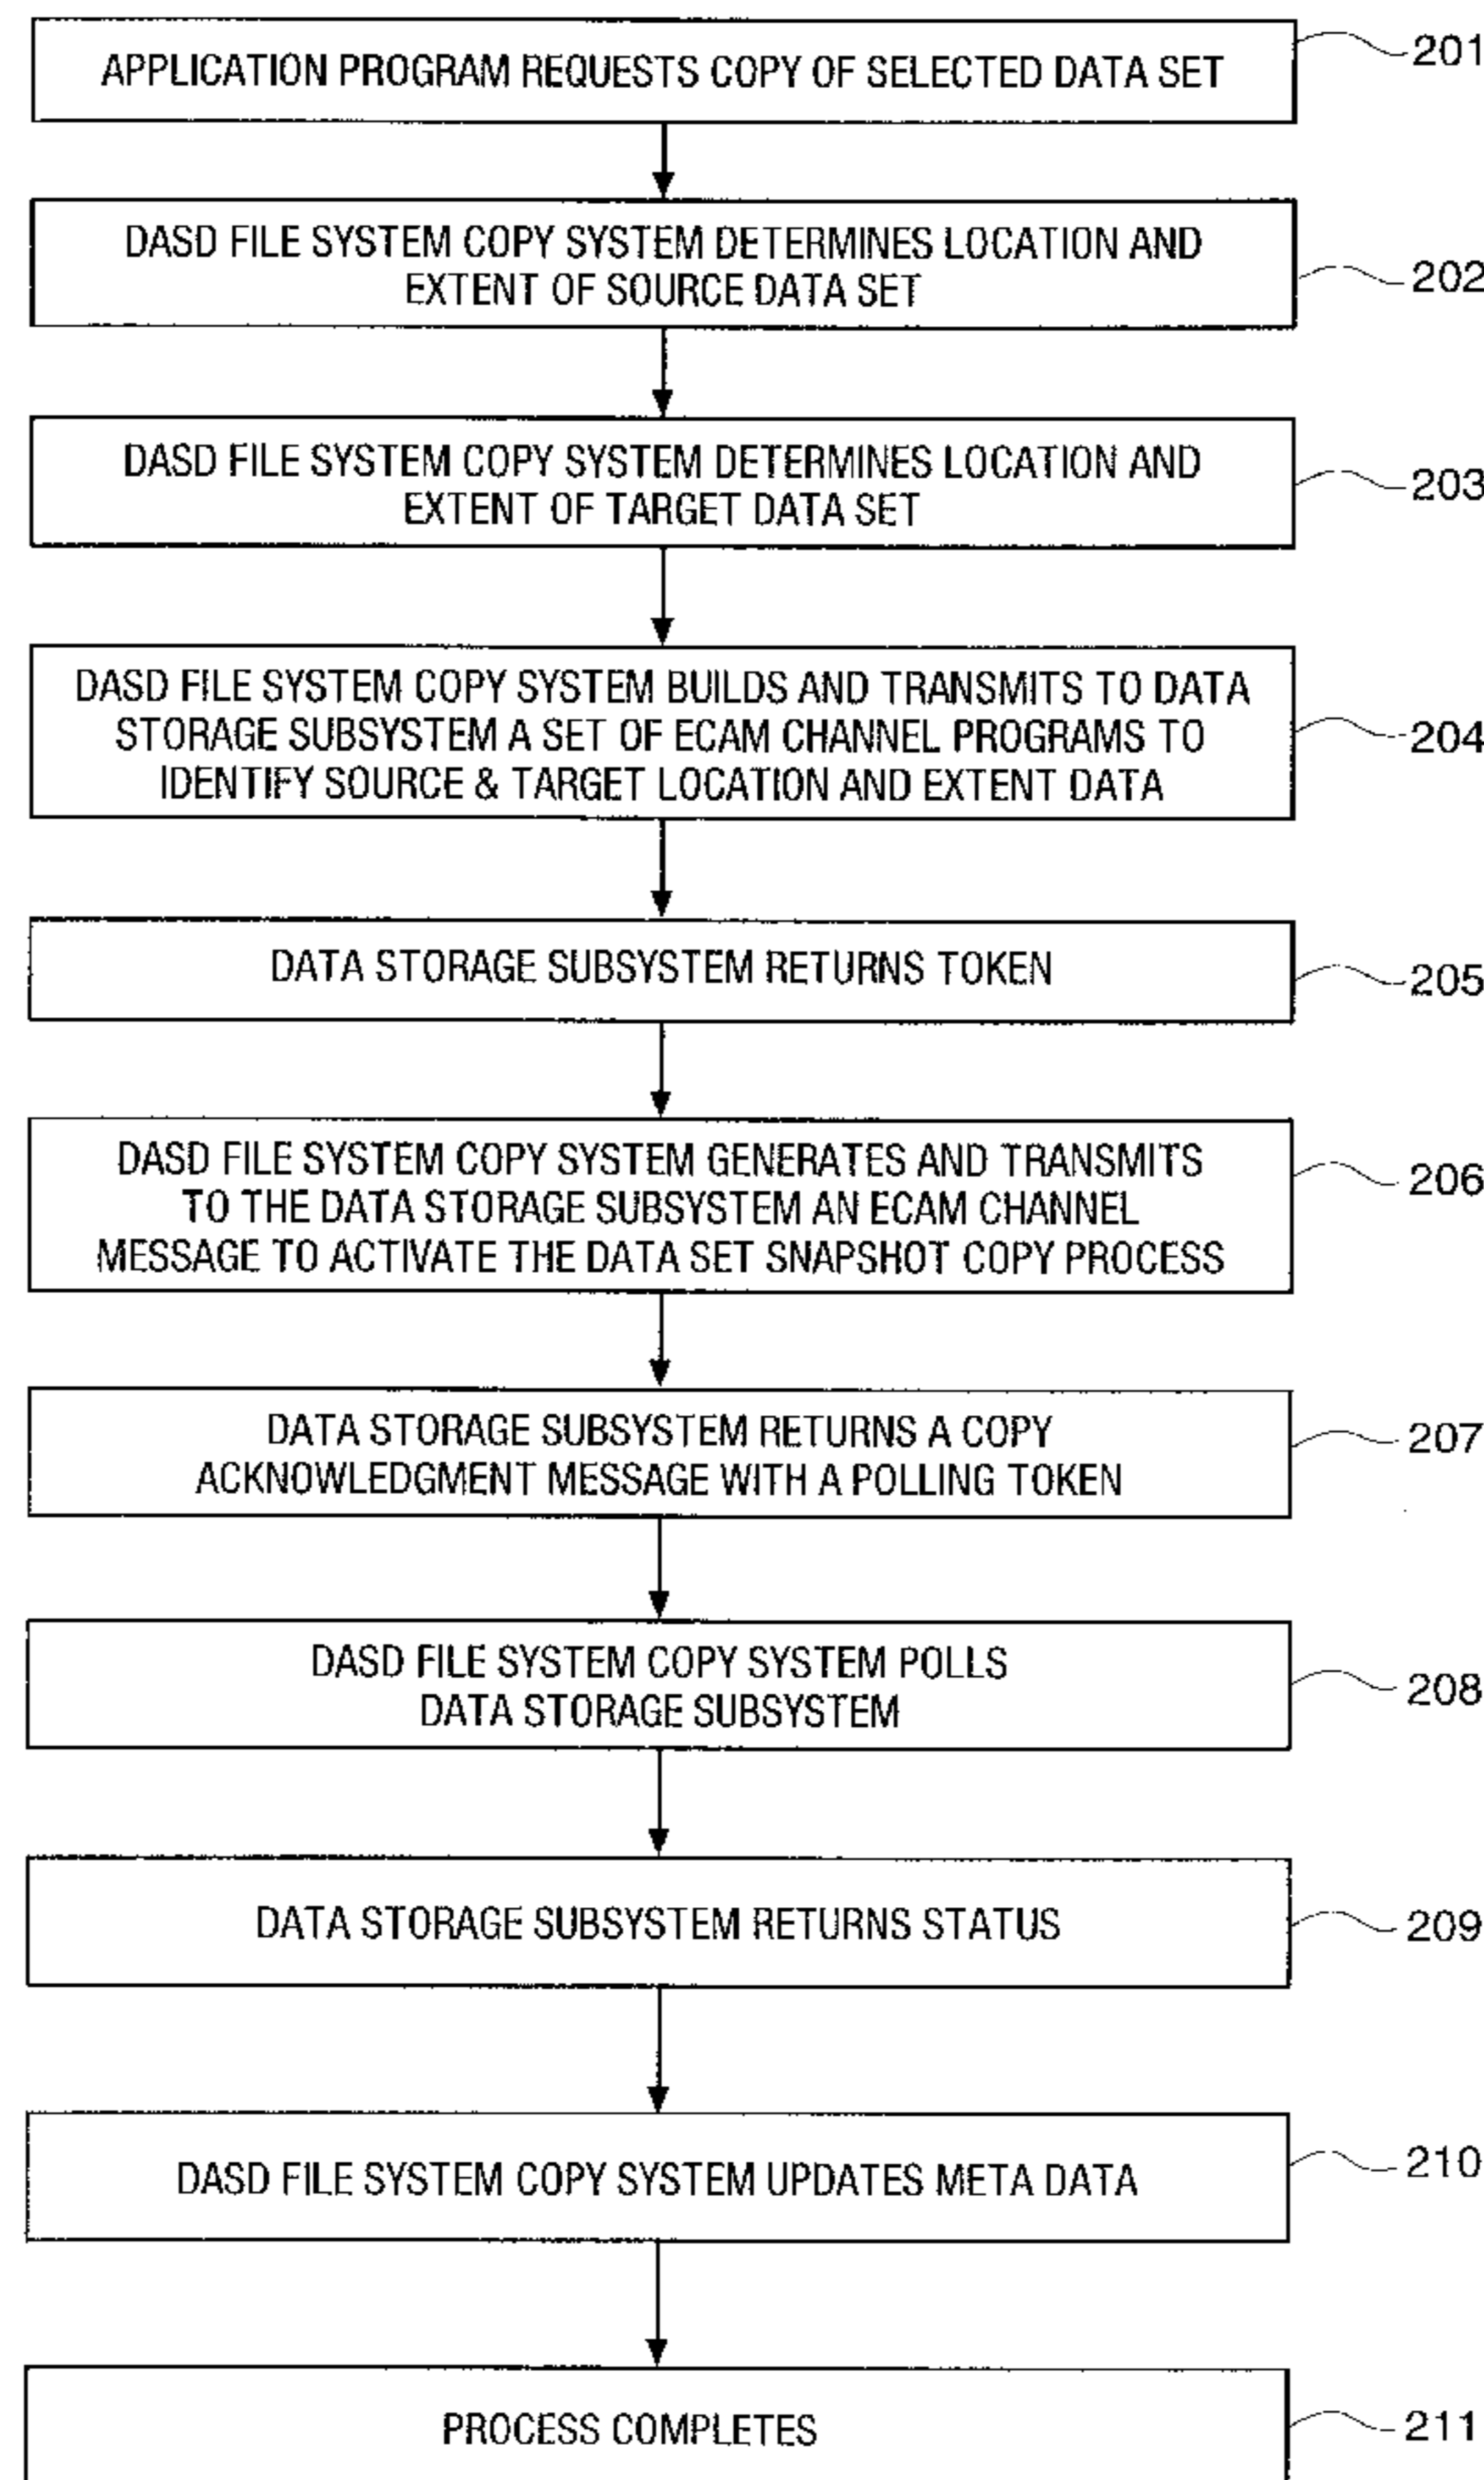 APPLICATION PROGRAM REQUESTS COPY OF SELECTED DATA SET
201
DASD FILE SYSTEM COPY SYSTEM DETERMINES LOCATION AND
EXTENT OF SOURCE DATA SET
202
DASD FILE SYSTEM COPY SYSTEM DETERMINES LOCATION AND
EXTENT OF TARGET DATA SET
203
DASD FILE SYSTEM COPY SYSTEM BUILDS AND TRANSMITS TO DATA
STORAGE SUBSYSTEM A SET OF ECAM CHANNEL PROGRAMS TO
IDENTIFY SOURCE & TARGET LOCATION AND EXTENT DATA
204
DATA STORAGE SUBSYSTEM RETURNS TOKEN
205
DASD FILE SYSTEM COPY SYSTEM GENERATES AND TRANSMITS
TO THE DATA STORAGE SUBSYSTEM AN ECAM CHANNEL
MESSAGE TO ACTIVATE THE DATA SET SNAPSHOT COPY PROCESS
206
DATA STORAGE SUBSYSTEM RETURNS A COPY
ACKNOWLEDGMENT MESSAGE WITH A POLLING TOKEN
207
DASD FILE SYSTEM COPY SYSTEM POLLS
DATA STORAGE SUBSYSTEM
208
DATA STORAGE SUBSYSTEM RETURNS STATUS
209
DASD FILE SYSTEM COPY SYSTEM UPDATES META DATA
210
PROCESS COMPLETES
211